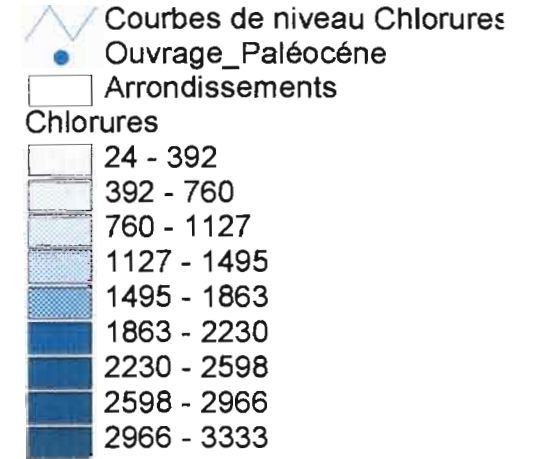 Courbes de niveau Chlorures
Ouvrage_Paléocéne
Arrondissements
Chlorures
24 - 392
392 - 760
760 - 1127
1127 - 1495
1495 - 1863
1863 - 2230
2230 - 2598
2598 - 2966
2966 - 3333